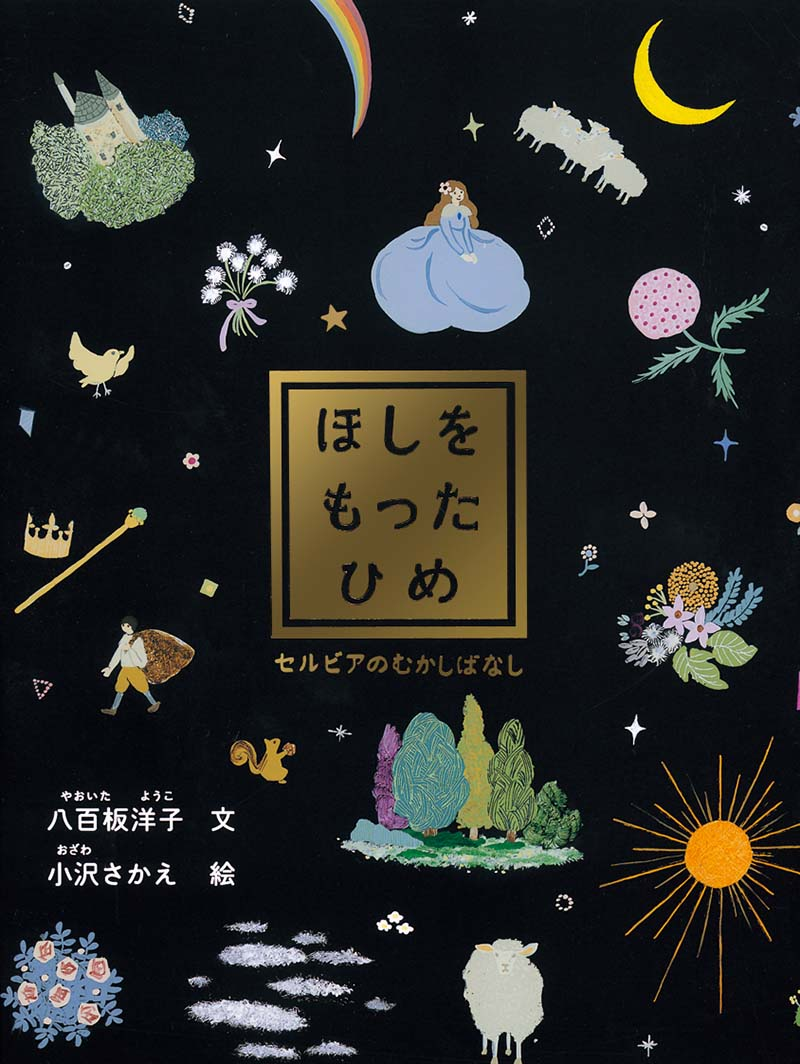 ほしを
もった
ひめ
セルビアのむかしばなし
やおいた ようこ
八百板洋子 文
おざわ
小沢さかえ 絵